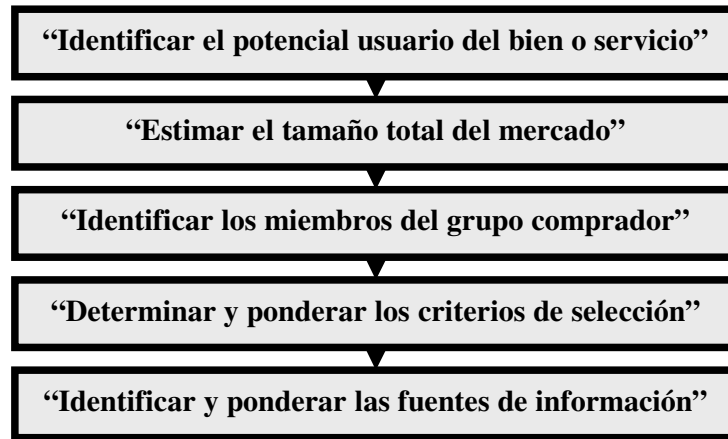 “Identificar el potencial usuario del bien o servicio”
“Estimar el tamaño total del mercado”
“Identificar los miembros del grupo comprador”
“Determinar y ponderar los criterios de selección”
“Identificar y ponderar las fuentes de información”